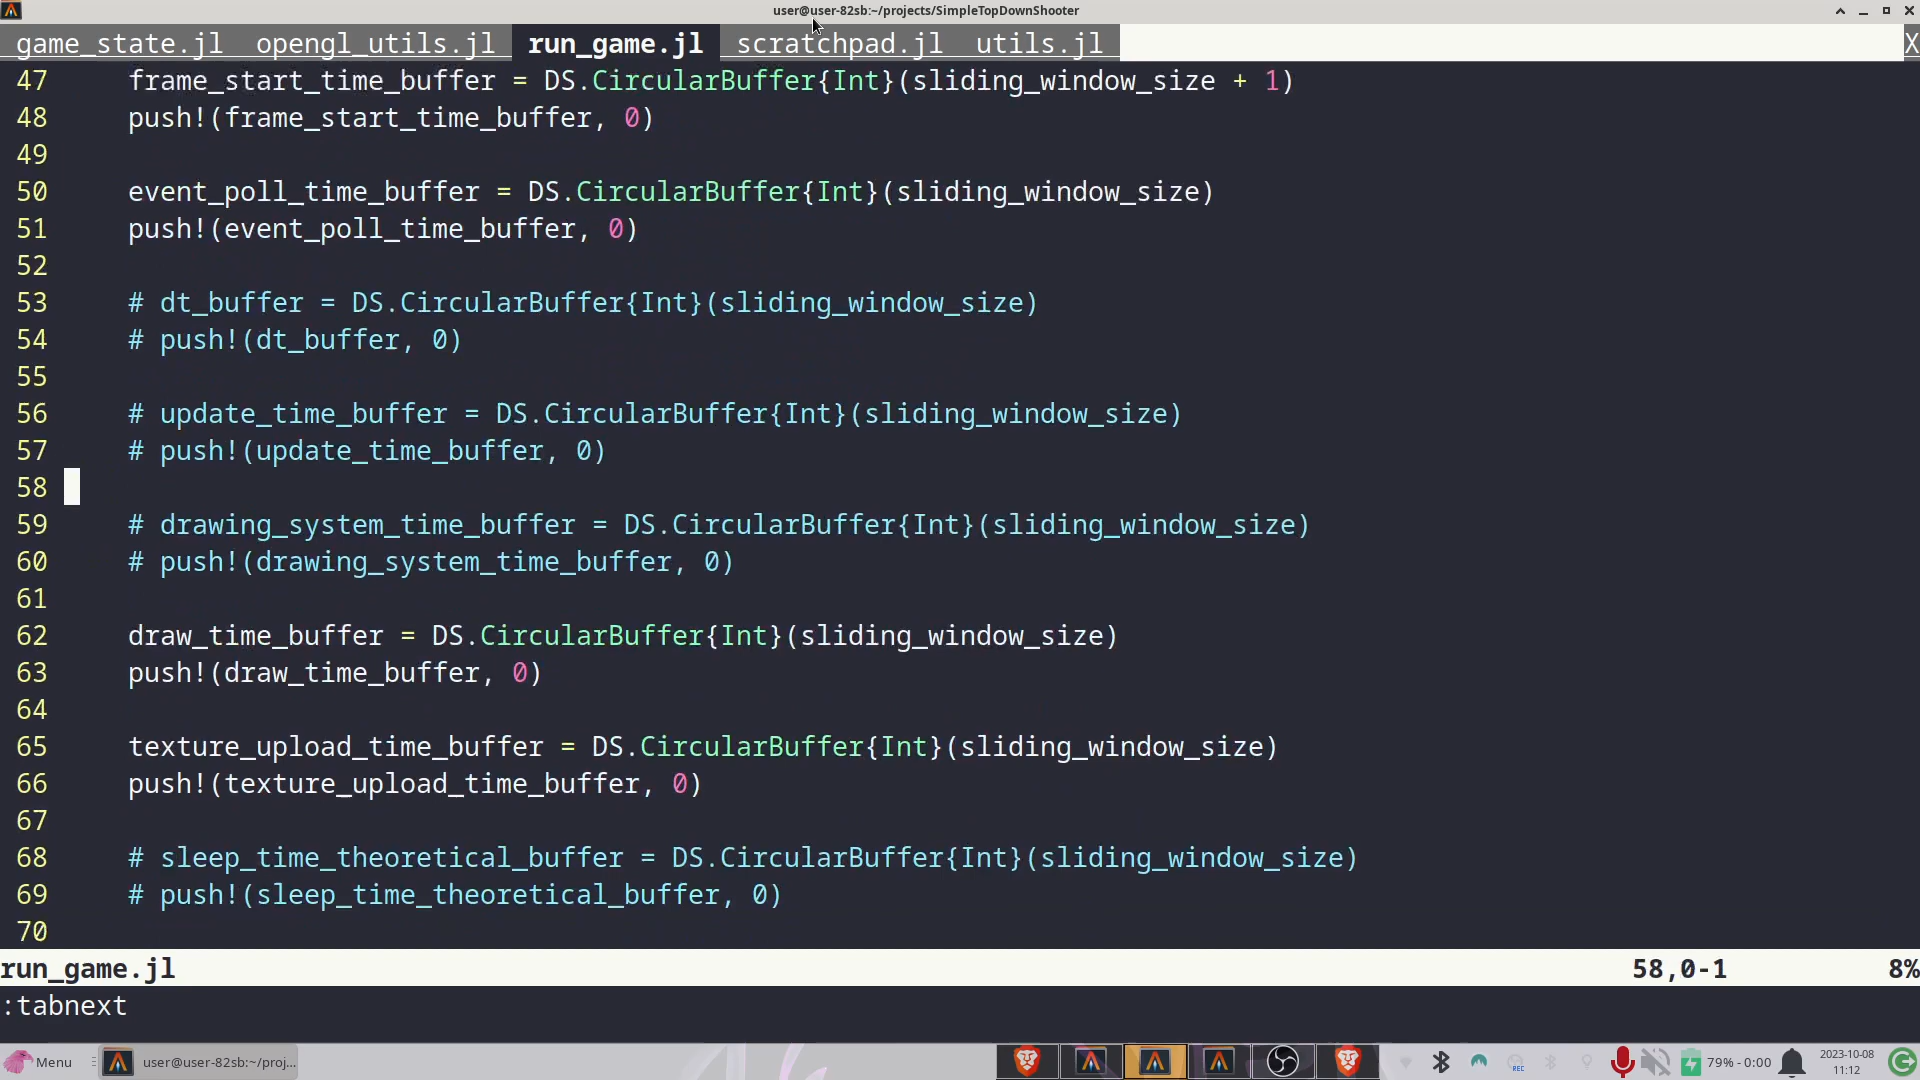 user@user-82sb:~/projects/SimpleTopDownShooter
game_state.jl opengl_utils.jl run_game.jl scratchpad.jl utils.jl X
47 frame_start_time_buffer = DS.CircularBuffer{Int}(sliding_window_size + 1)
48 push!(frame_start_time_buffer, 0)
49
50 event_poll_time_buffer = DS.CircularBuffer{Int}(sliding_window_size)
51 push!(event_poll_time_buffer, 0)
52
53 # dt_buffer = DS.CircularBuffer{Int}(sliding_window_size)
54 # push!(dt_buffer, 0)
55
56 # update_time_buffer = DS.CircularBuffer{Int}(sliding_window_size)
57 # push!(update_time_buffer, 0)
58
59 # drawing_system_time_buffer = DS.CircularBuffer{Int}(sliding_window_size)
60 # push!(drawing_system_time_buffer, 0)
61
62 draw_time_buffer = DS.CircularBuffer{Int}(sliding_window_size)
63 push!(draw_time_buffer, 0)
64
65 texture_upload_time_buffer = DS.CircularBuffer{Int}(sliding_window_size)
66 push!(texture_upload_time_buffer, 0)
67
68 # sleep_time_theoretical_buffer = DS.CircularBuffer{Int}(sliding_window_size)
69 # push!(sleep_time_theoretical_buffer, 0)
70
run_game.jl 58,0-1 8%
:tabnext
Menu user@user-82sb:~/proj... REC 79% - 0:00 2023-10-08
11:12